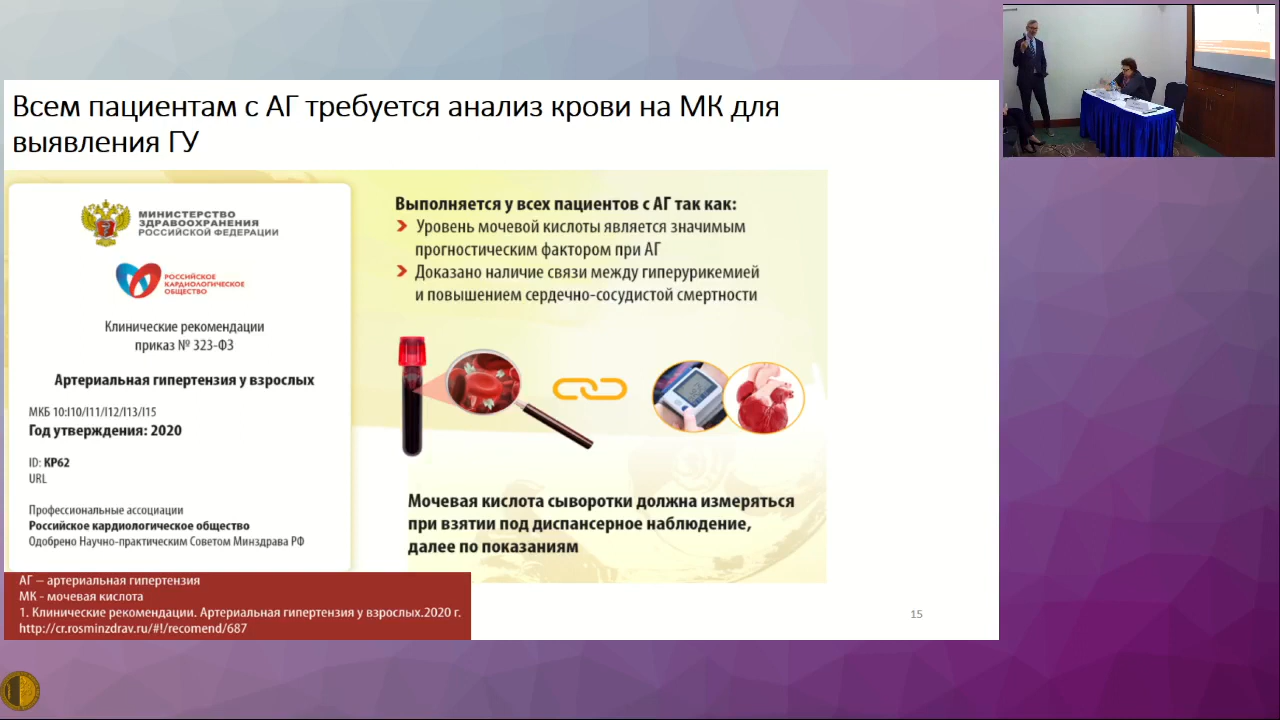 Всем пациентам с АГ требуется анализ крови на МК для
выявления ГУ
МИНИСТЕРСТВО
ЗДРАВООХРАНЕНИЯ
РОССИЙСКОЙ ФЕДЕРАЦИИ
РОССИЙСКОЕ
КАРДИОЛОГИЧЕСКОЕ
ОБЩЕСТВО
Клинические рекомендации
приказ № 323-ФЗ
Артериальная гипертензия у взрослых
МКБ 10:I10/I11/I12/I13/I15
Год утверждения: 2020
ID: КР62
URL
Профессиональные ассоциации
Российское кардиологическое общество
Одобрено Научно-практическим Советом Минздрава РФ
Выполняется у всех пациентов с АГ так как:
Уровень мочевой кислоты является значимым
прогностическим фактором при АГ
Доказано наличие связи между гиперурикемией
и повышением сердечно-сосудистой смертности
Мочевая кислота сыворотки должна измеряться
при взятии под диспансерное наблюдение,
далее по показаниям
АГ – артериальная гипертензия
МК - мочевая кислота
1. Клинические рекомендации. Артериальная гипертензия у взрослых.2020 г.
http://cr.rosminzdrav.ru/#!/recomend/687
15